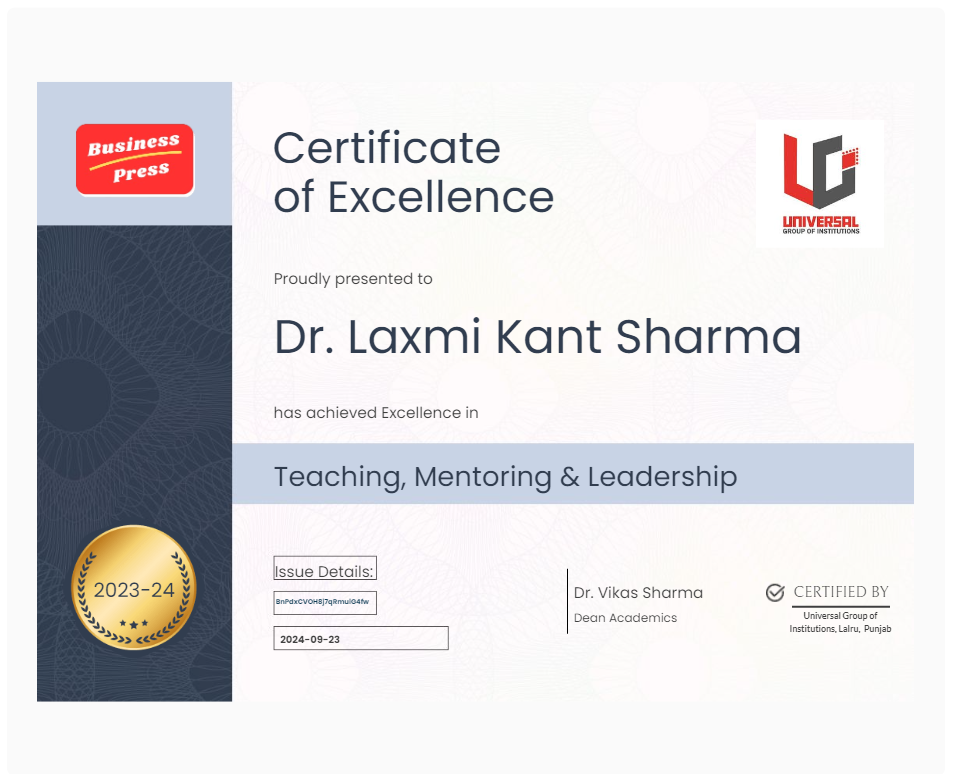 Business
Press
Certificate
of Excellence
UNIVERSAL
GROUP OF INSTITUTIONS
Proudly presented to
Dr. Laxmi Kant Sharma
has achieved Excellence in
Teaching, Mentoring & Leadership
2023-24
Issue Details:
BnPdxCVOH8j7qRmulG4fw
2024-09-23
Dr. Vikas Sharma
Dean Academics
CERTIFIED BY
Universal Group of
Institutions, Lalru, Punjab